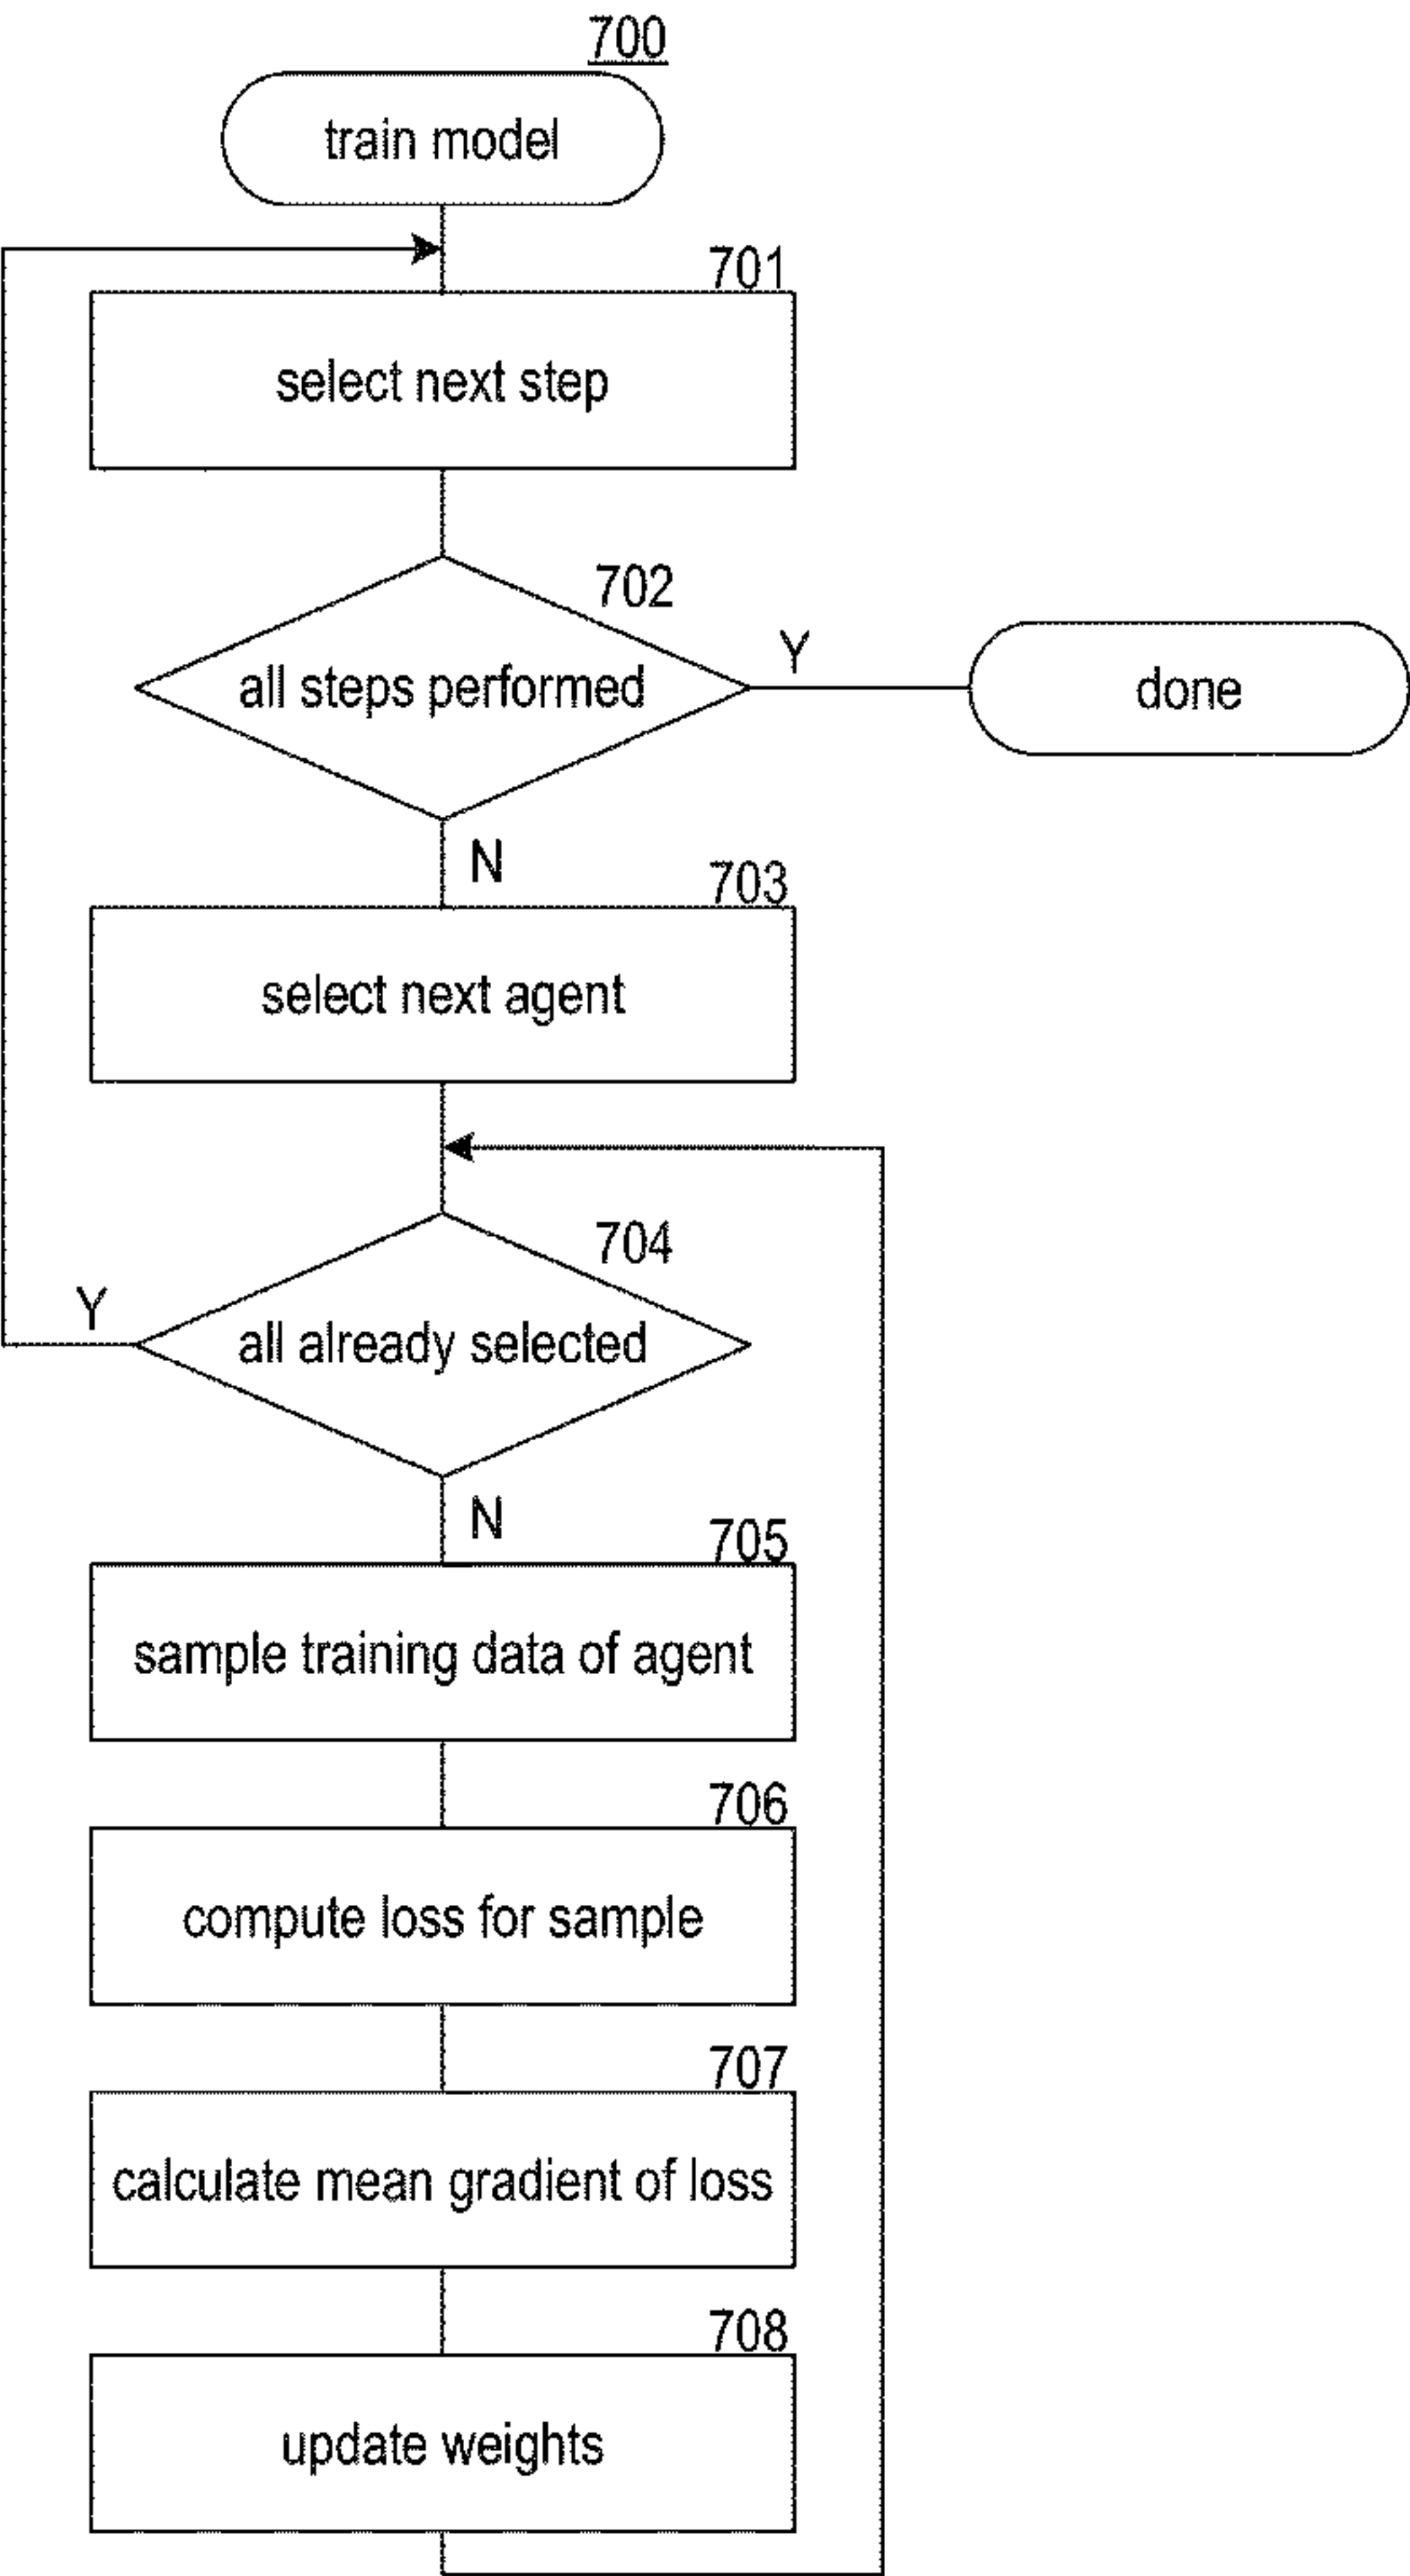 700
train model
701
select next step
702
all steps performed
Y
done
N
703
select next agent
704
Y
all already selected
N
705
sample training data of agent
706
compute loss for sample
707
calculate mean gradient of loss
708
update weights